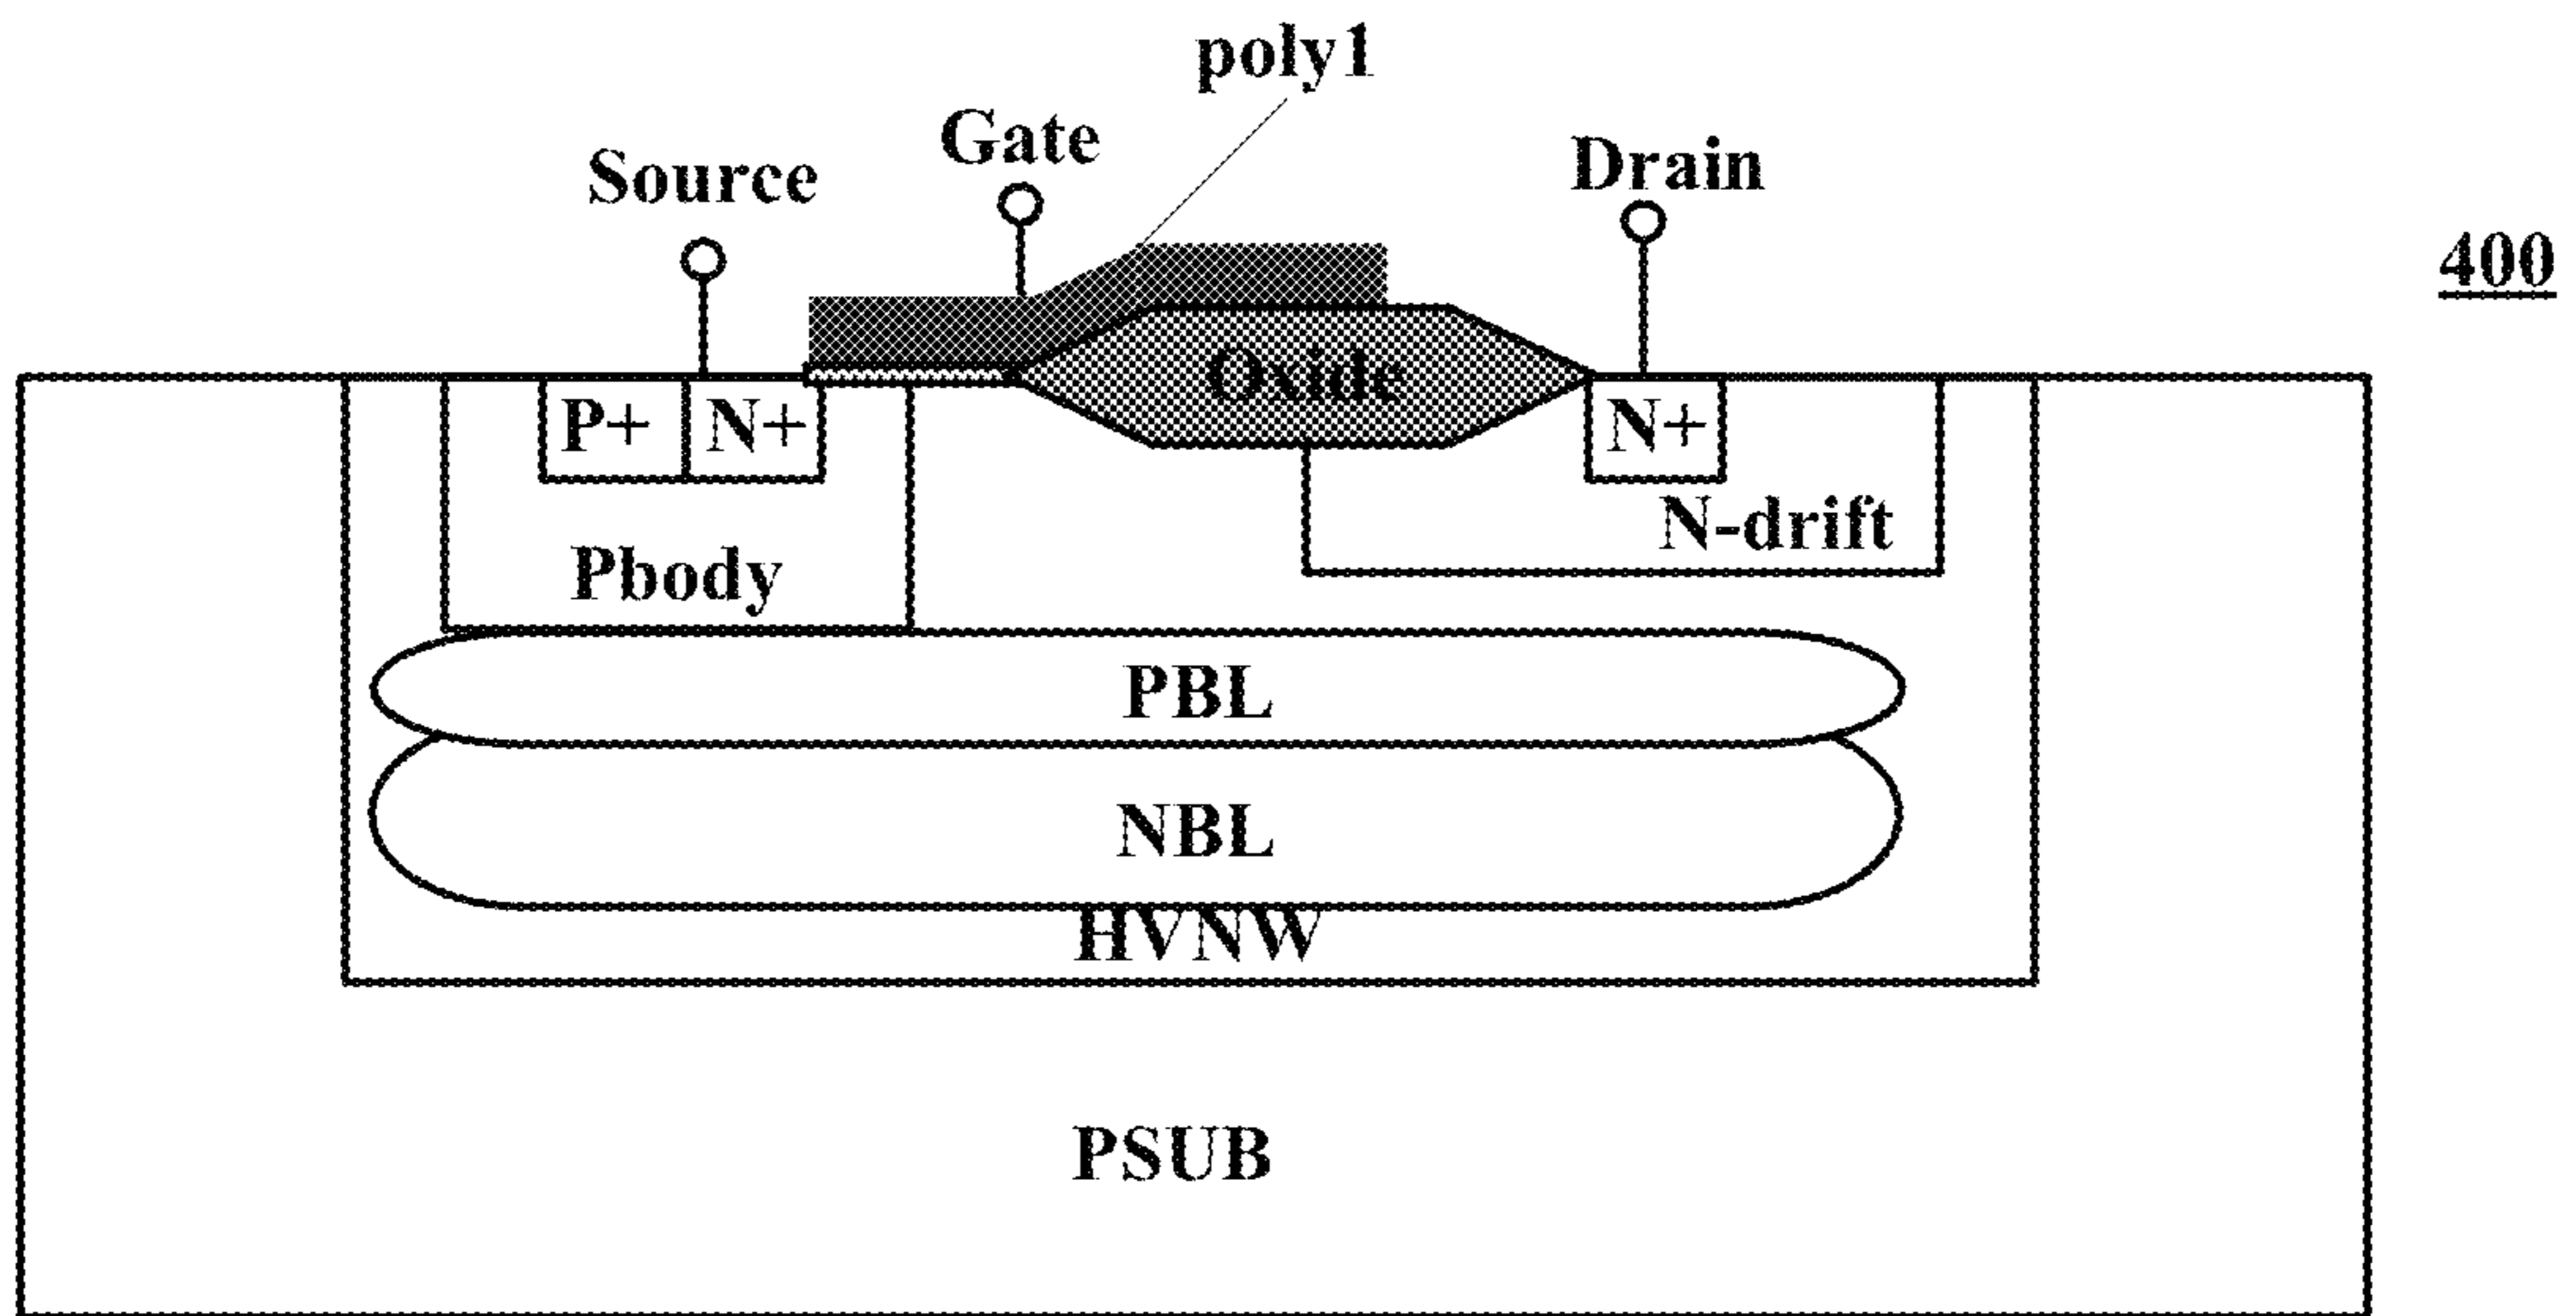 poly1
Gate
Source
Drain
400
Oxide
P+ N+
N+
N-drift
Pbody
PBL
NBL
HVNW
PSUB